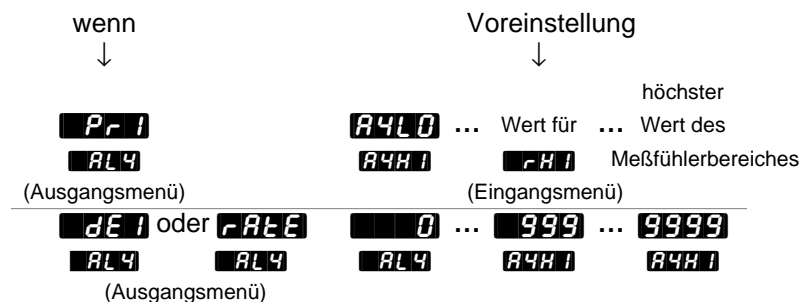 wenn Voreinstellung
↓ ↓
höchster
Pr1 A4LO ... Wert für ... Wert des
AL4 A4HI rHI Meßfühlerbereiches
(Ausgangsmenü) (Eingangsmenü)
dE1 oder rAtE 0 ... 999 ... 9999
AL4 AL4 AL4 A4HI A4HI
(Ausgangsmenü)